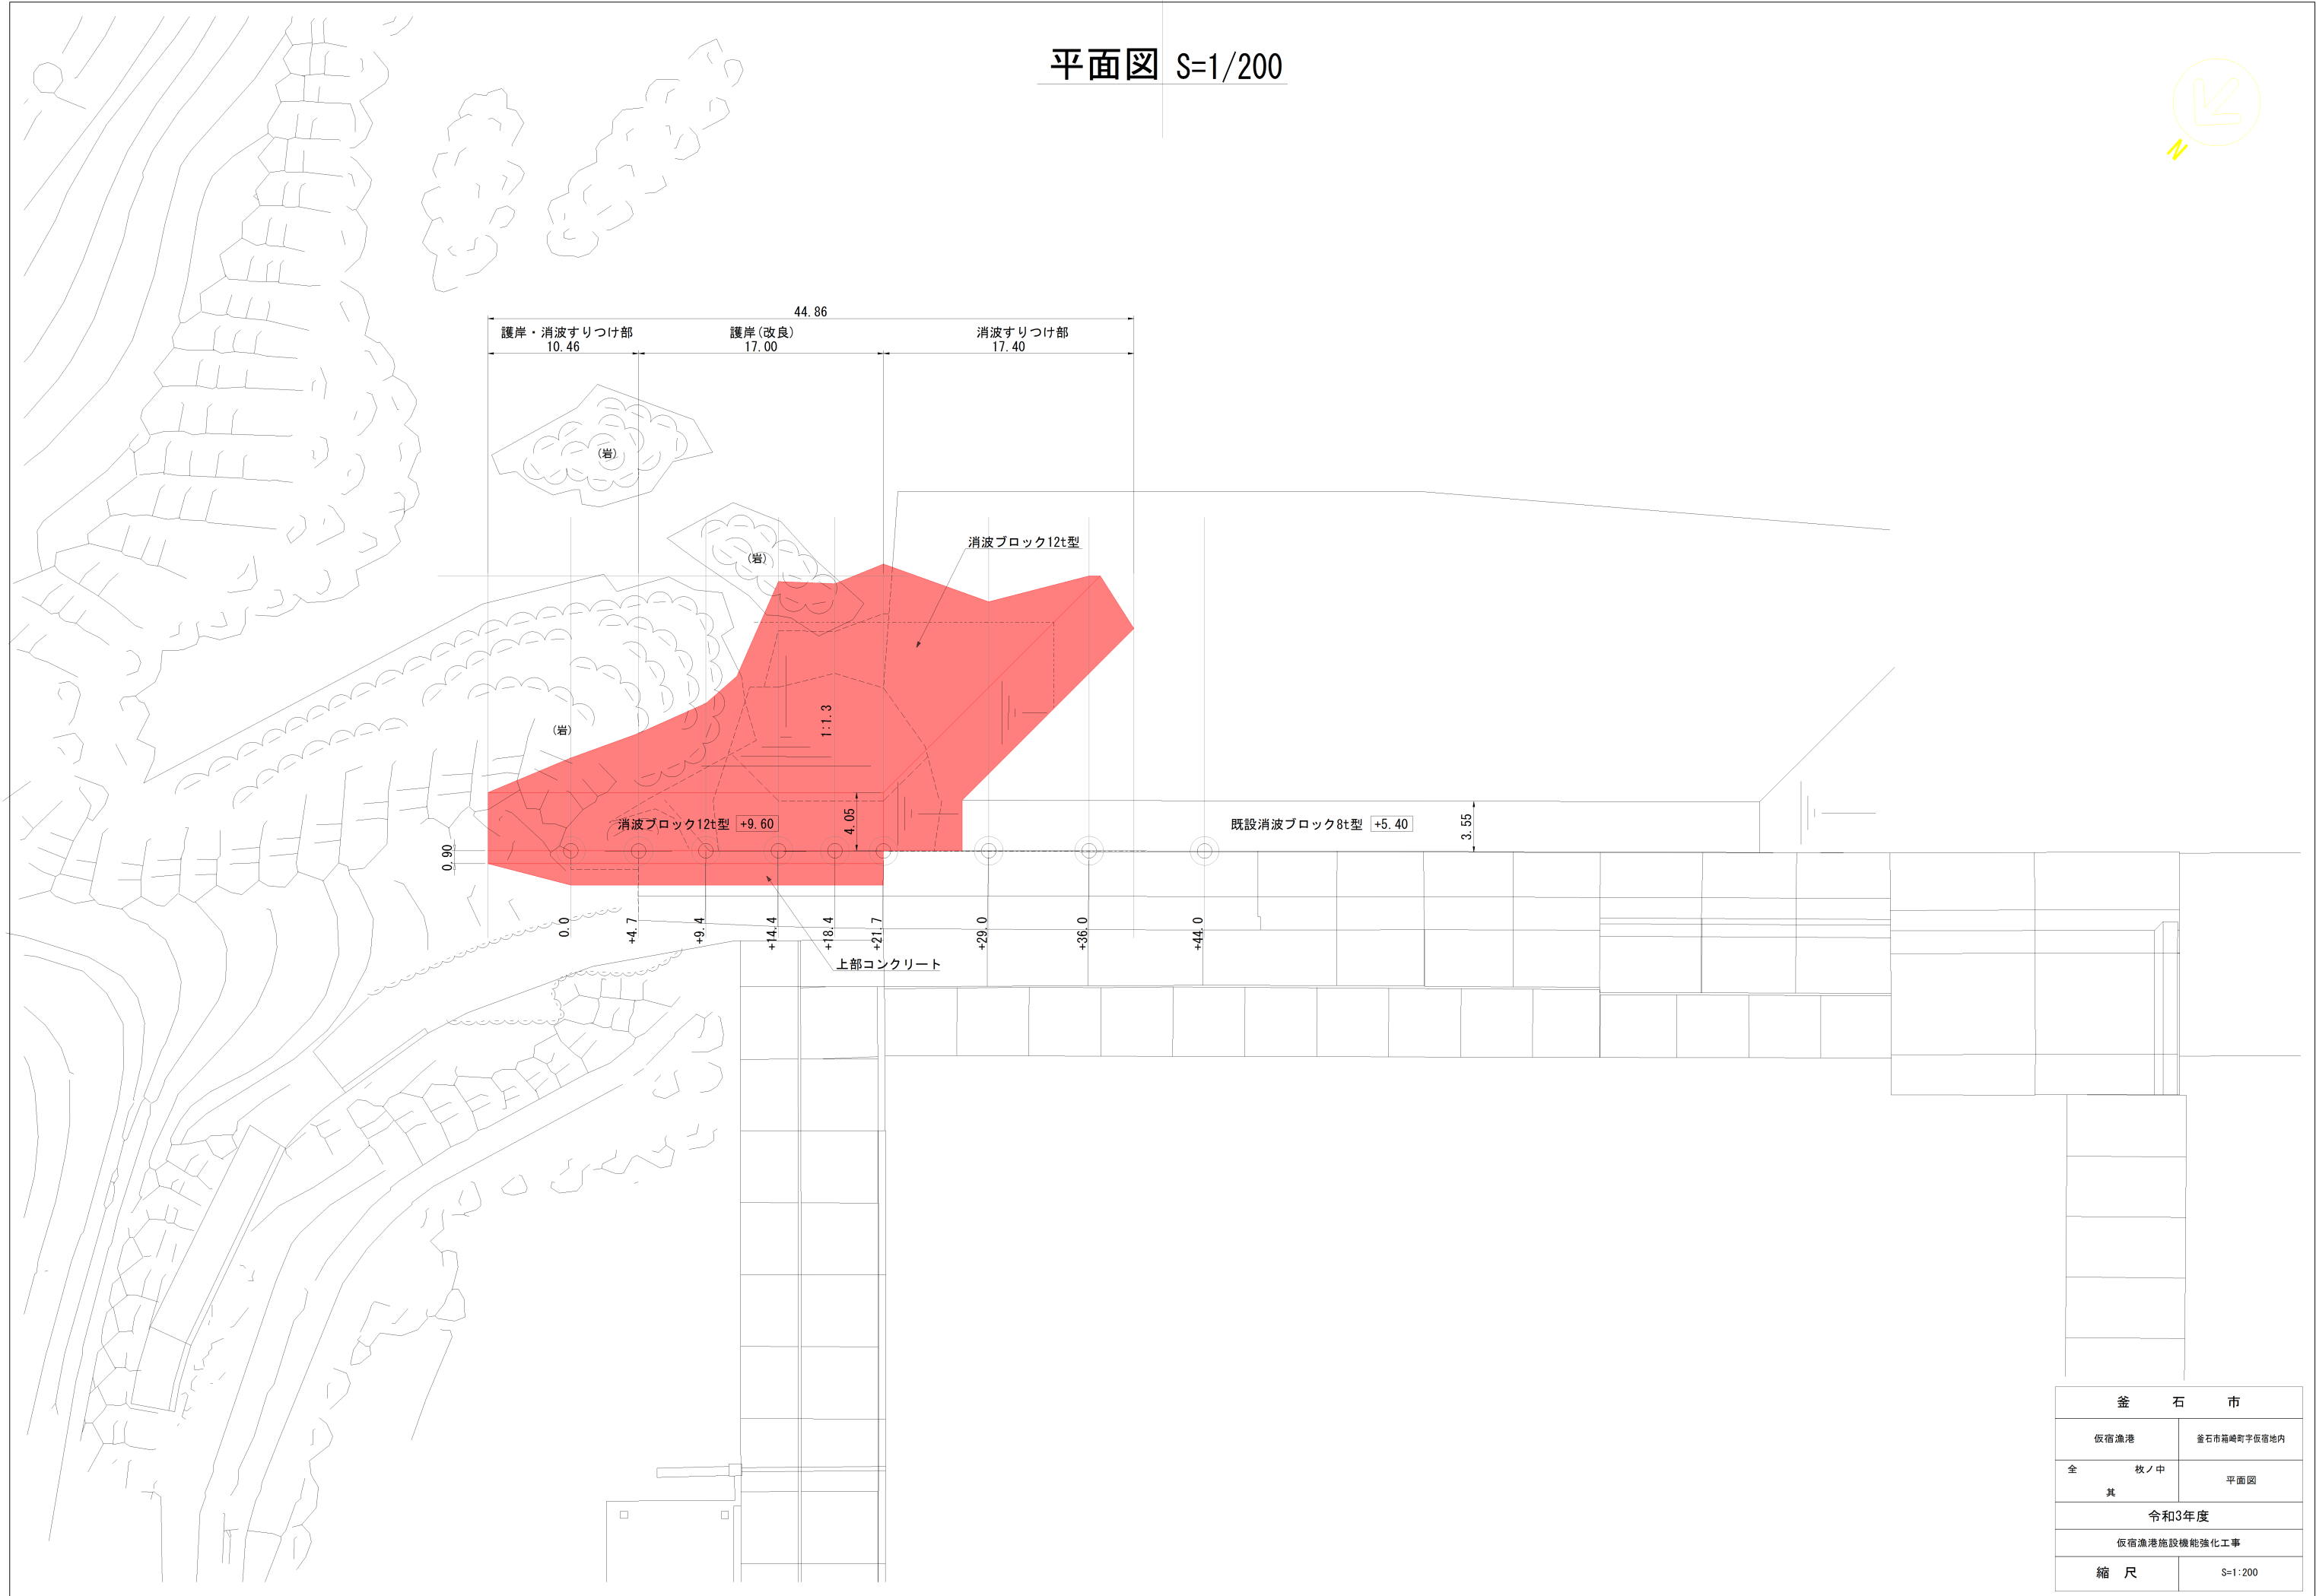 平面図 S=1/200
N
44.86
護岸・消波すりつけ部
10.46
護岸(改良)
17.00
消波すりつけ部
17.40
(岩)
(岩)
消波ブロック12t型
(岩)
1:1.3
消波ブロック12t型 +9.60
4.05
既設消波ブロック8t型 +5.40
3.55
0.90
0.0
+4.7
+9.4
+14.4
+18.4
+21.7
+29.0
+36.0
+44.0
上部コンクリート
釜石市
仮宿漁港 釜石市箱崎町字仮宿地内
全 枚ノ中
其
平面図
令和3年度
仮宿漁港施設機能強化工事
縮尺 S=1:200